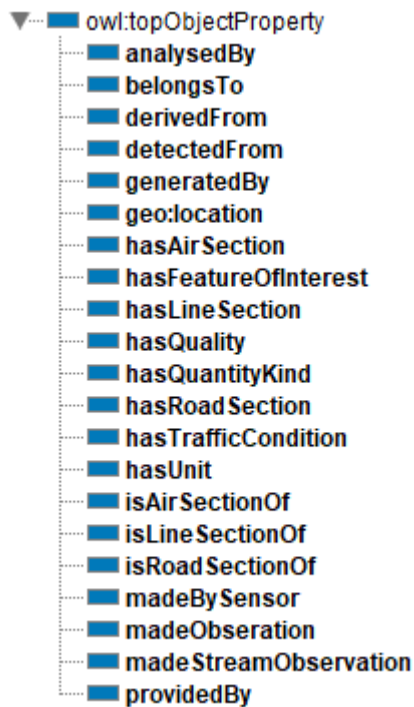 owl:topObjectProperty
analysedBy
belongsTo
derivedFrom
detectedFrom
generatedBy
geo:location
hasAirSection
hasFeatureOfInterest
hasLineSection
hasQuality
hasQuantityKind
hasRoadSection
hasTrafficCondition
hasUnit
isAirSectionOf
isLineSectionOf
isRoadSectionOf
madeBySensor
madeObseration
madeStreamObservation
providedBy